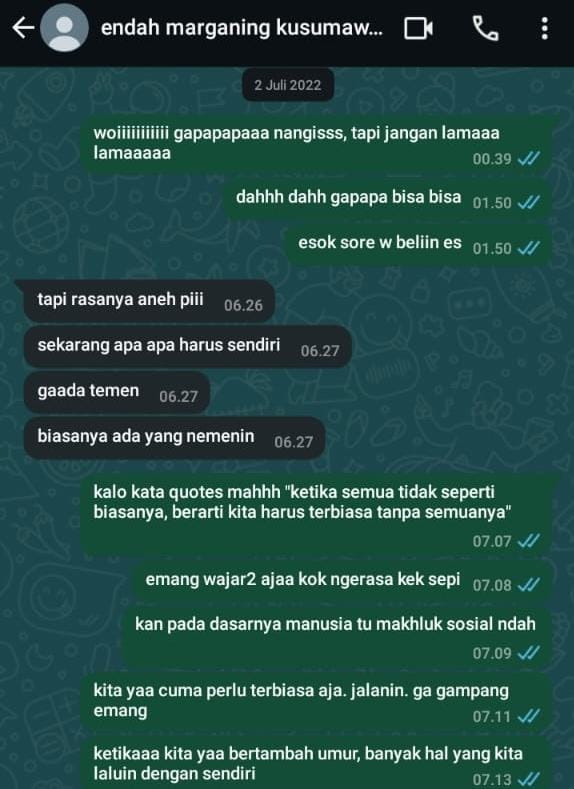 endah marganing kusumaw...
2 Juli 2022
woiiiiiiiiiii gapapapaaa nangisss, tapi jangan lamaaa
lamaaaaa
00.39
dahhh dahh gapapa bisa bisa 01.50
esok sore w beliin es 01.50
tapi rasanya aneh piii 06.26
sekarang apa apa harus sendiri 06.27
gaada temen 06.27
biasanya ada yang nemenin 06.27
kalo kata quotes mahhh "ketika semua tidak seperti
biasanya, berarti kita harus terbiasa tanpa semuanya"
07.07
emang wajar2 ajaa kok ngerasa kek sepi 07.08
kan pada dasarnya manusia tu makhluk sosial ndah
07.09
kita yaa cuma perlu terbiasa aja. jalanin. ga gampang
emang 07.11
ketikaaa kita yaa bertambah umur, banyak hal yang kita
laluin dengan sendiri 07.13